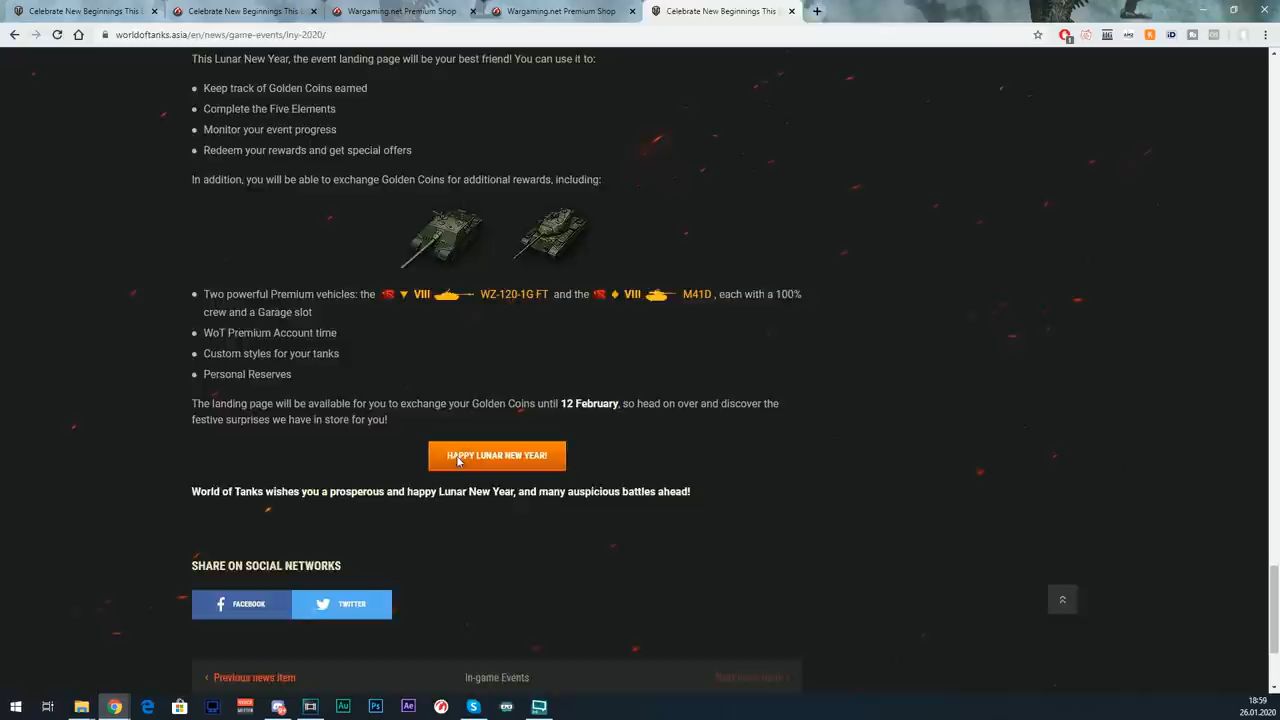 Celebrate New Beginnings This
Celebrate New Beginnings This
Wargaming.net Premium Shop
Wargaming.net Premium Shop
Celebrate New Beginnings This
worldoftanks.asia/en/news/game-events/lny-2020/
This Lunar New Year, the event landing page will be your best friend! You can use it to:
Keep track of Golden Coins earned
Complete the Five Elements
Monitor your event progress
Redeem your rewards and get special offers
In addition, you will be able to exchange Golden Coins for additional rewards, including:
Two powerful Premium vehicles: the VIII WZ-120-1G FT and the VIII M41D , each with a 100%
crew and a Garage slot
WoT Premium Account time
Custom styles for your tanks
Personal Reserves
The landing page will be available for you to exchange your Golden Coins until 12 February, so head on over and discover the
festive surprises we have in store for you!
HAPPY LUNAR NEW YEAR!
World of Tanks wishes you a prosperous and happy Lunar New Year, and many auspicious battles ahead!
SHARE ON SOCIAL NETWORKS
FACEBOOK TWITTER
Previous news item In-game Events
Au Ps Ae
18:59
26.01.2020